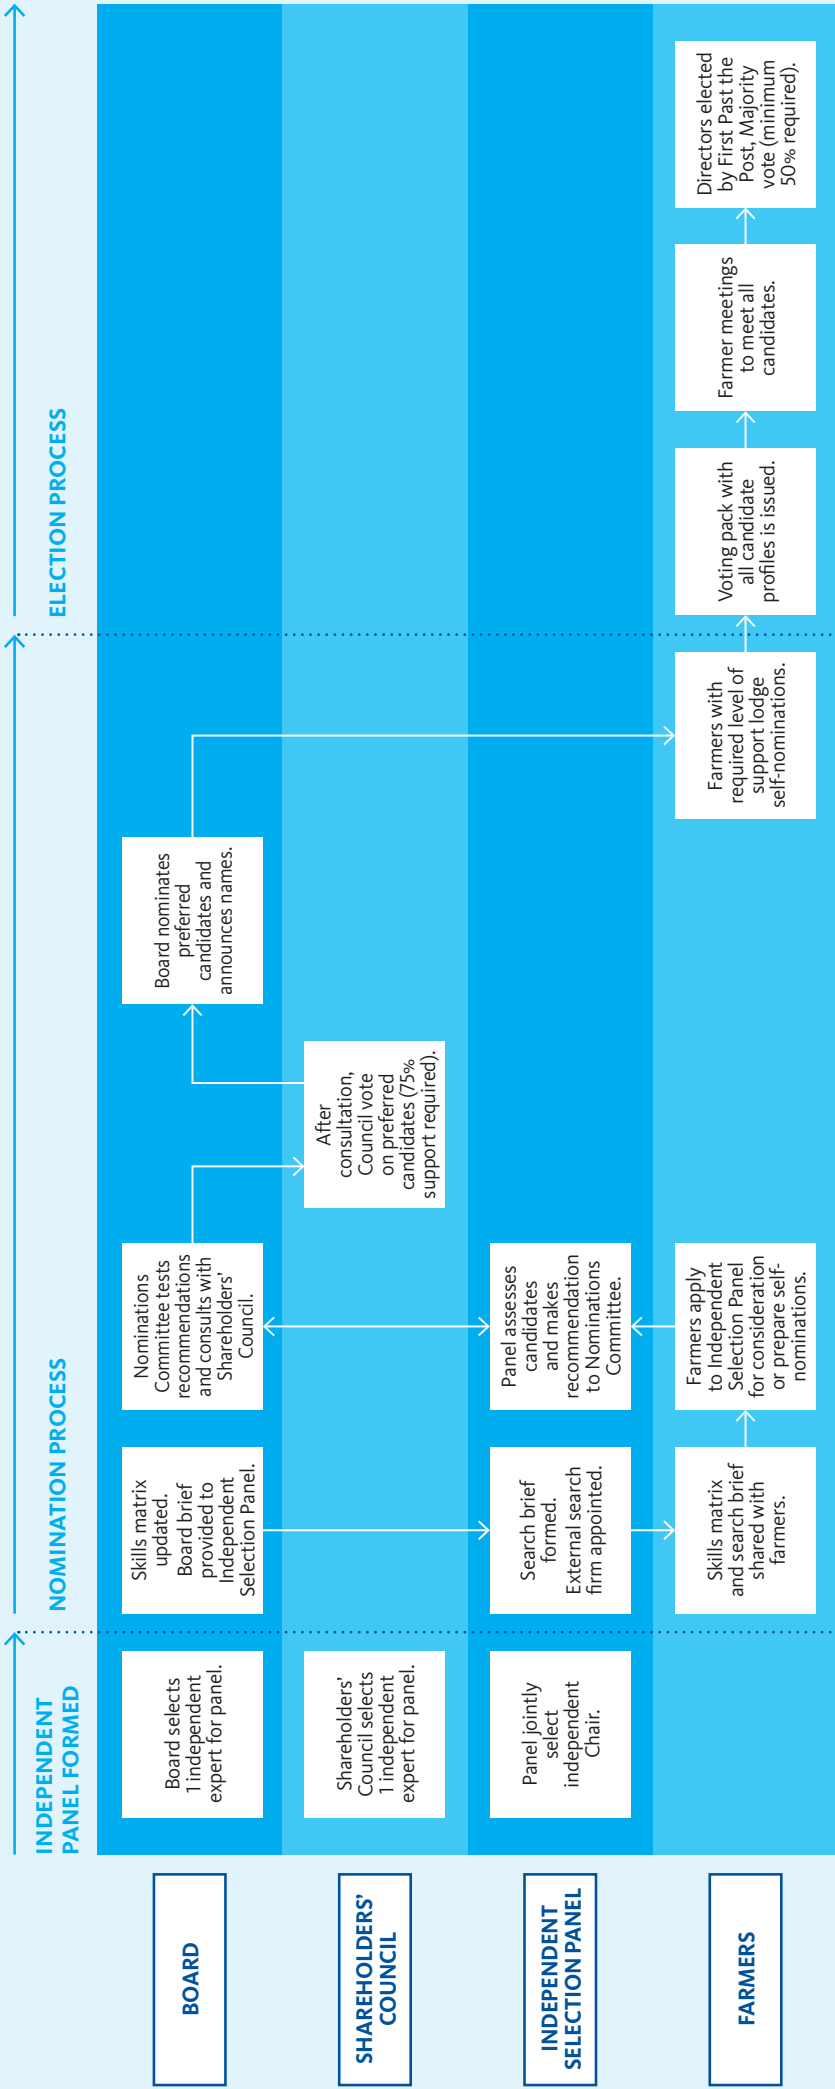 INDEPENDENT
PANEL FORMED
NOMINATION PROCESS
ELECTION PROCESS
BOARD
Board selects
1 independent
expert for panel.
Skills matrix
updated.
Board brief
provided to
Independent
Selection Panel.
Nominations
Committee tests
recommendations
and consults with
Shareholders’
Council.
Board nominates
preferred
candidates and
announces names.
SHAREHOLDERS’
COUNCIL
Shareholders’
Council selects
1 independent
expert for panel.
After
consultation,
Council vote
on preferred
candidates (75%
support required).
INDEPENDENT
SELECTION PANEL
Panel jointly
select
independent
Chair.
Search brief
formed.
External search
firm appointed.
Panel assesses
candidates
and makes
recommendation
to Nominations
Committee.
FARMERS
Skills matrix
and search brief
shared with
farmers.
Farmers apply
to Independent
Selection Panel
for consideration
or prepare self-
nominations.
Farmers with
required level of
support lodge
self-nominations.
Voting pack with
all candidate
profiles is issued.
Farmer meetings
to meet all
candidates.
Directors elected
by First Past the
Post, Majority
vote (minimum
50% required).